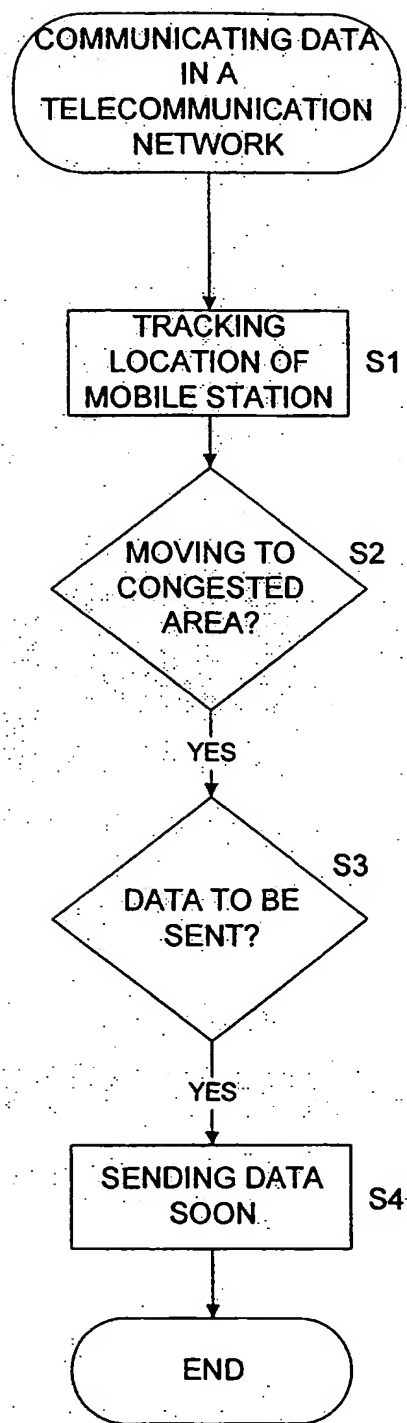 COMMUNICATING DATA
IN A
TELECOMMUNICATION
NETWORK
TRACKING
LOCATION OF
MOBILE STATION
S1
MOVING TO
CONGESTED
AREA?
S2
YES
DATA TO BE
SENT?
S3
YES
SENDING DATA
SOON
S4
END